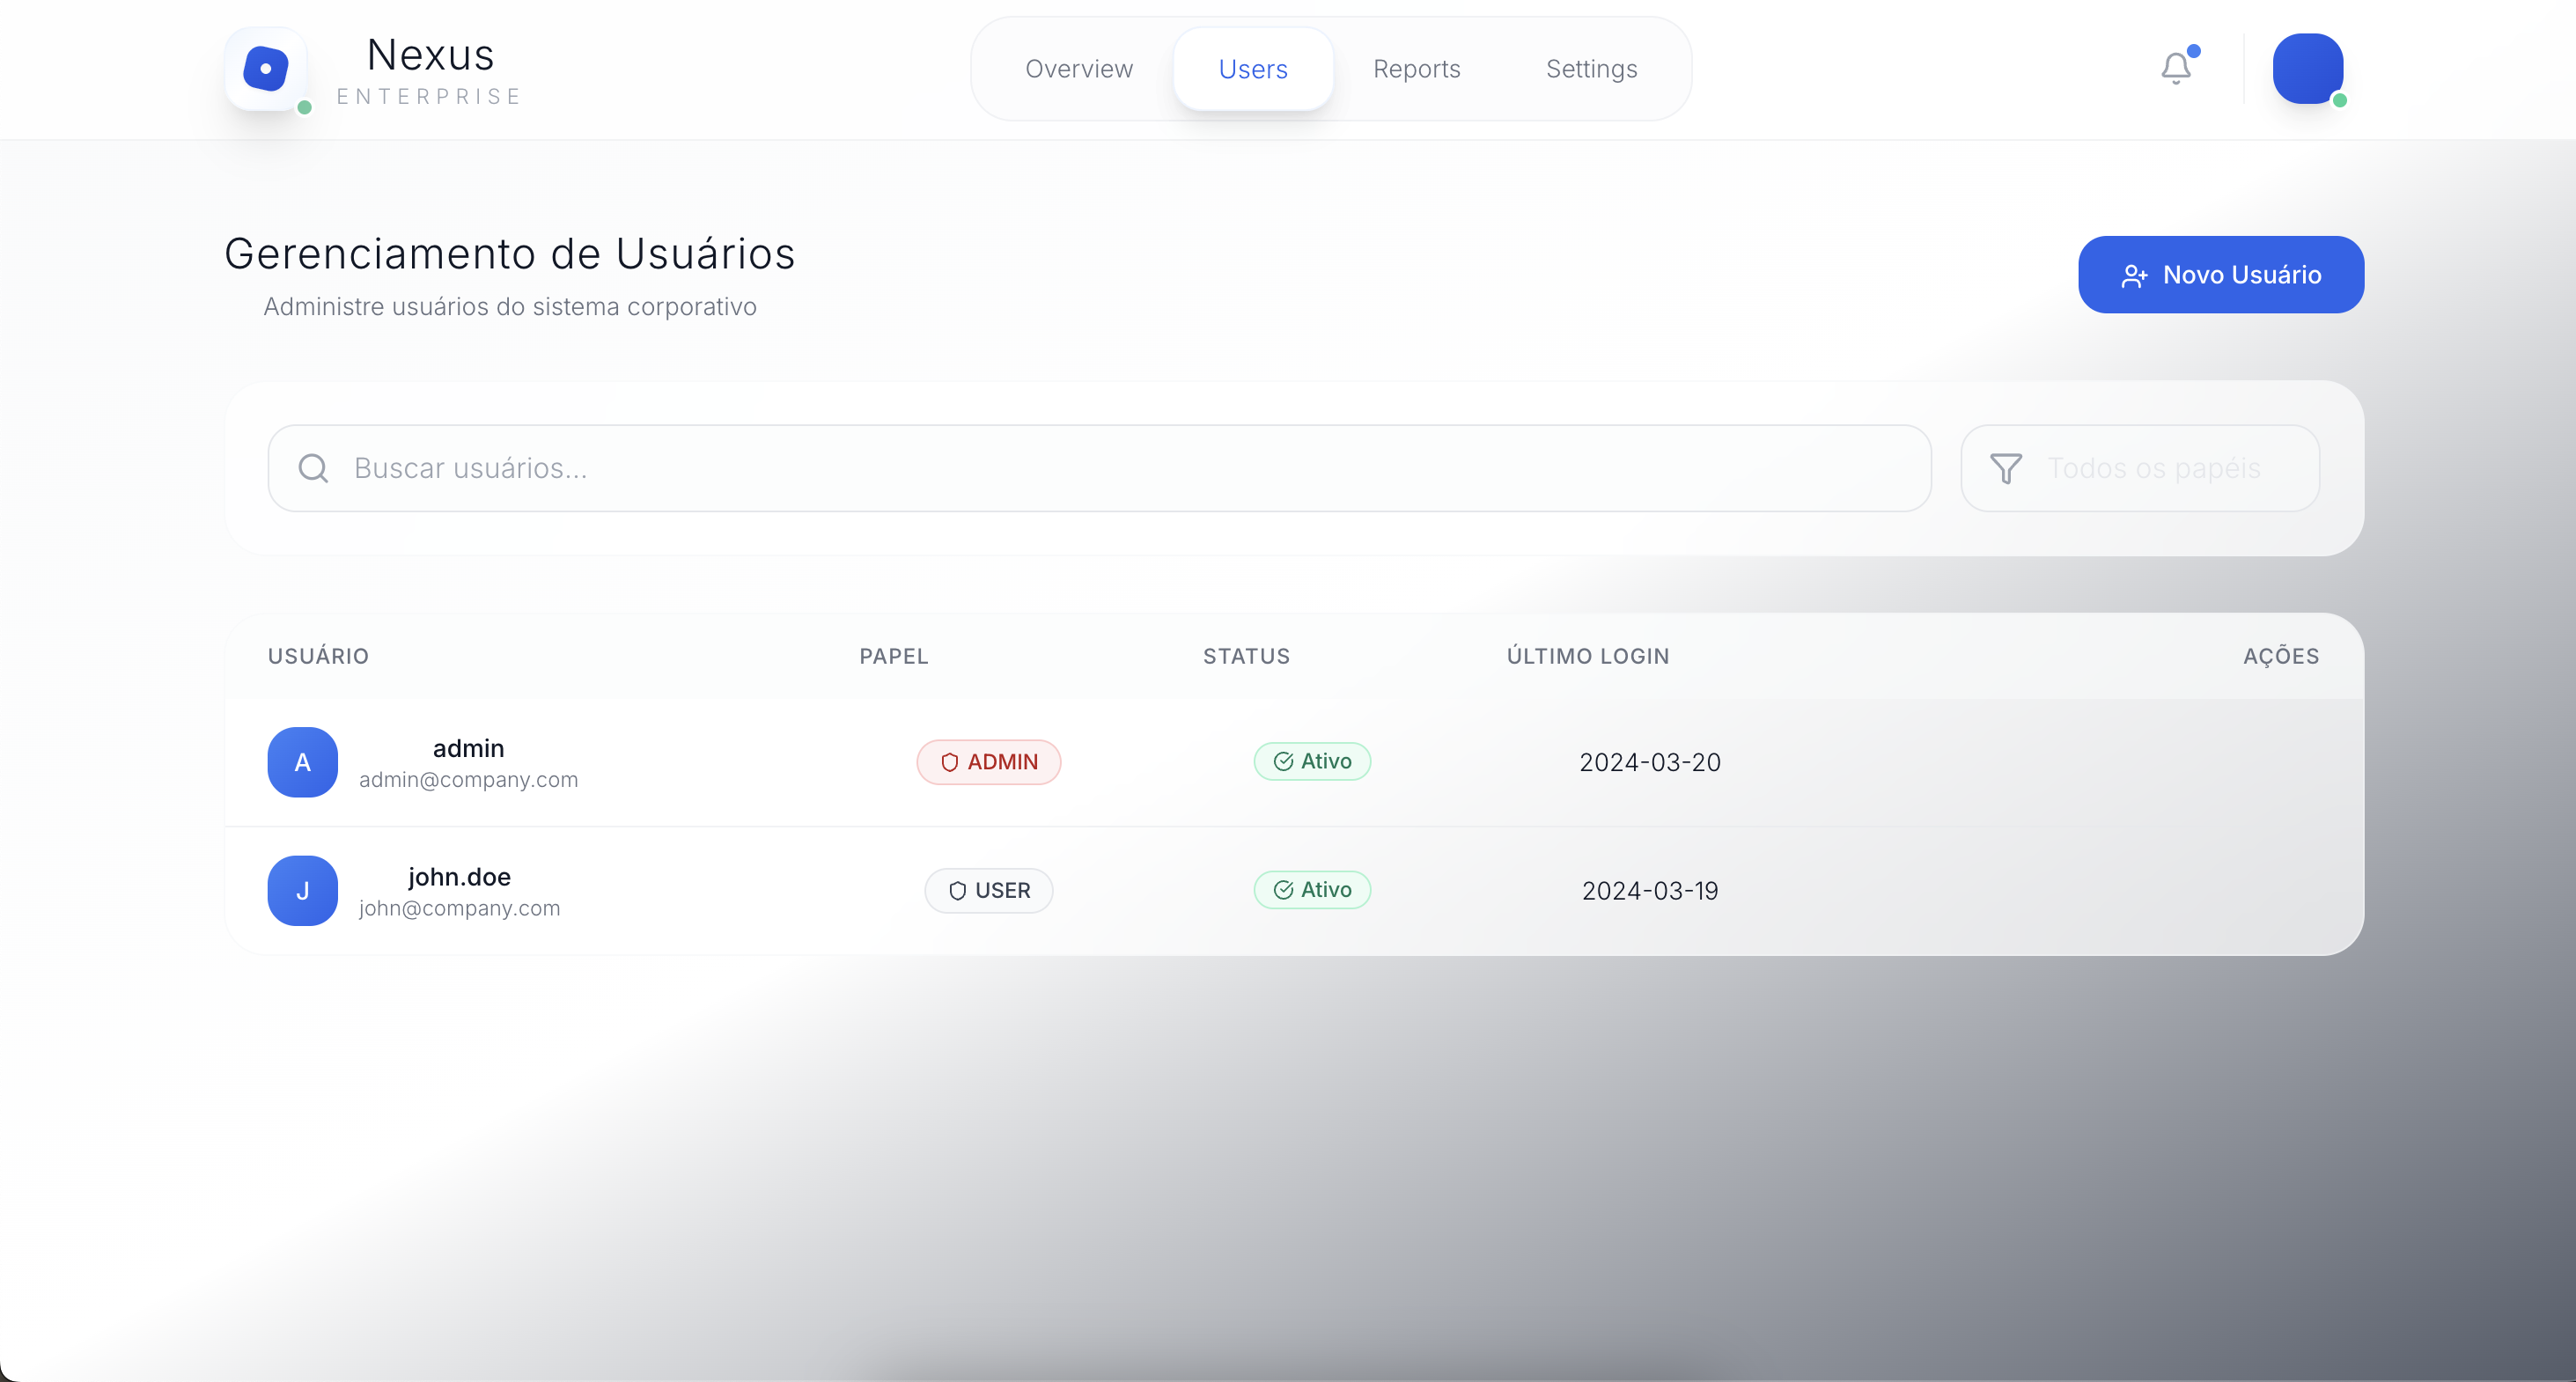 Nexus
ENTERPRISE
Overview Users Reports Settings
Gerenciamento de Usuários
Administre usuários do sistema corporativo
Novo Usuário
Buscar usuários...
Todos os papéis
USUÁRIO PAPEL STATUS ÚLTIMO LOGIN AÇÕES
A admin ADMIN Ativo 2024-03-20
admin@company.com
J john.doe USER Ativo 2024-03-19
john@company.com